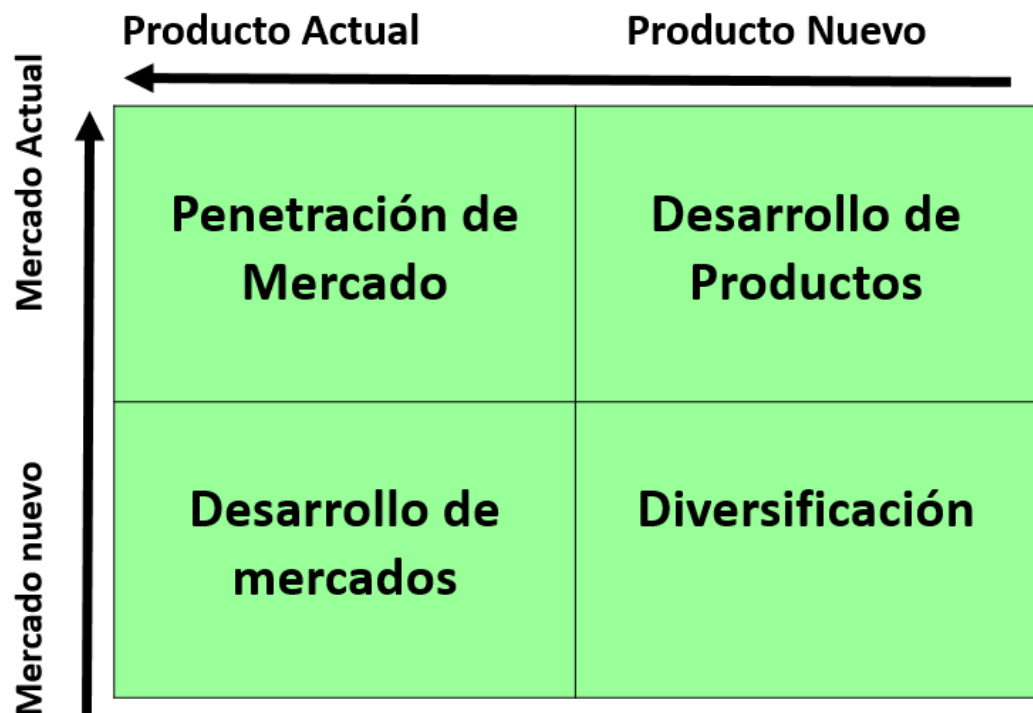 Producto Actual
Producto Nuevo
Mercado Actual
Penetración de
Mercado
Desarrollo de
Productos
Mercado nuevo
Desarrollo de
mercados
Diversificación